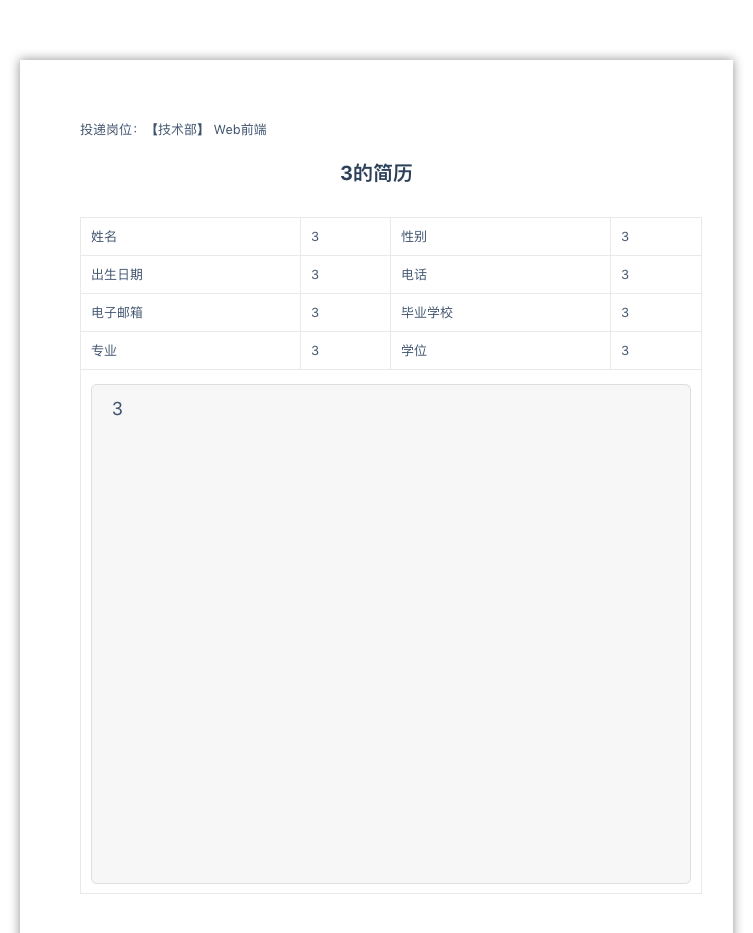 投递岗位: 【技术部】 Web前端
3的简历
姓名 3 性别 3
出生日期 3 电话 3
电子邮箱 3 毕业学校 3
专业 3 学位 3
3